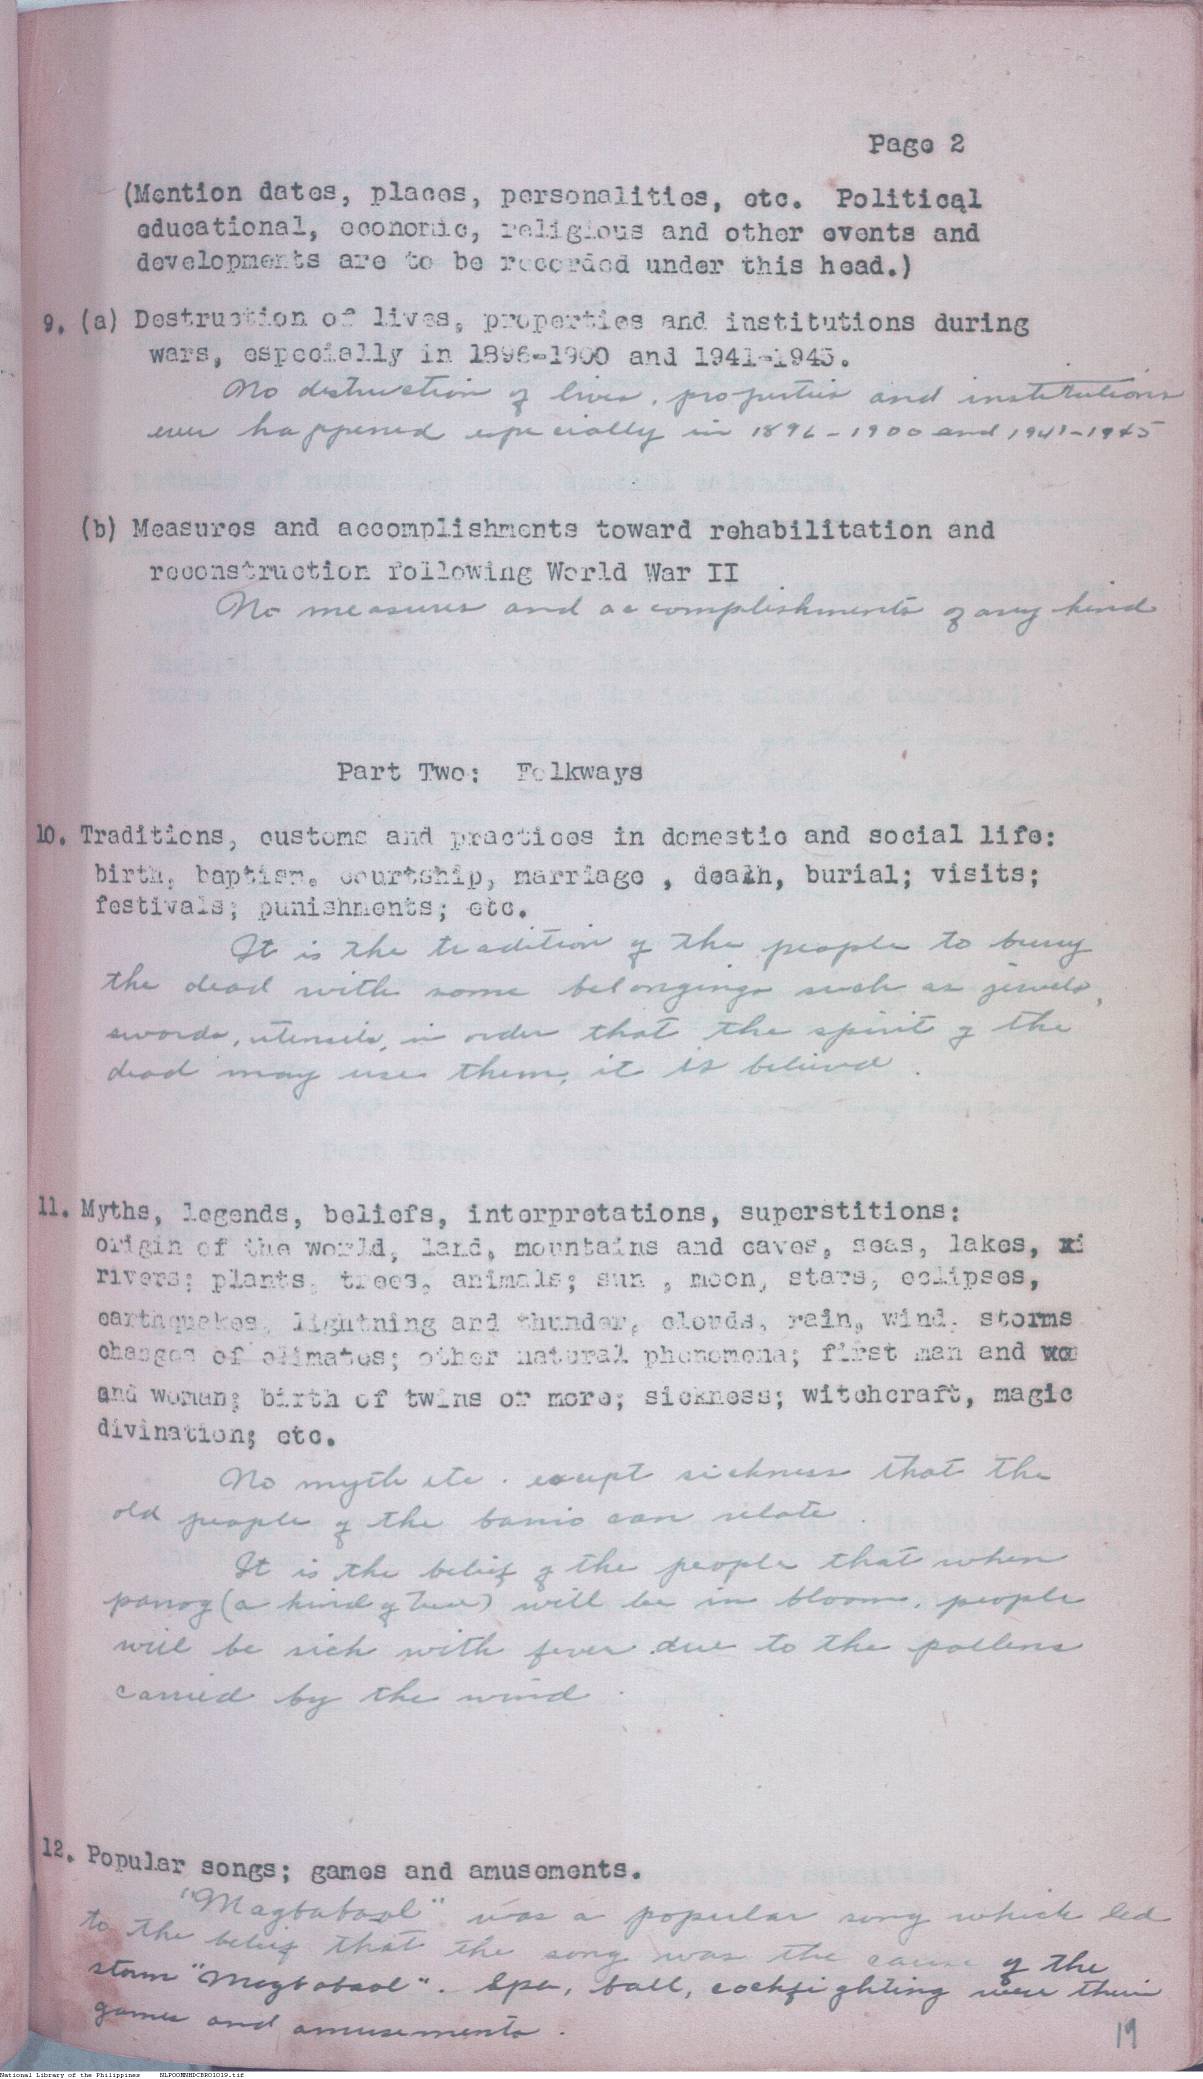 Page 2
(Mention dates, places, personalities, etc. Political
educational, economic, religious and other events and
developments are to be recorded under this head.)
9. (a) Destruction of lives, properties and institutions during
wars, especially in 1896-1900 and 1941-1945.
No distruction of lives, properties and institutions
ever happened especially in 1896-1900 and 1941-1945
(b) Measures and accomplishments toward rehabilitation and
reconstruction following World War II
No measures and accomplishments of any kind
Part Two: Folkways
10. Traditions, customs and practices in domestic and social life:
birth, baptism, courtship, marriage , death, burial; visits;
festivals; punishments; etc.
It is the tradition of the people to burry
the dead with some belongings such as jewels,
swords, utensils, in order that the spirit of the
dead may use them, it is believed.
11. Myths, legends, beliefs, interpretations, superstitions:
origin of the world, land, mountains and caves, seas, lakes,
rivers; plants, trees, animals; sun , moon, stars, eclipses,
earthquakes, lightning and thunder, clouds, rain, wind, storms
changes of climates; other natural phenomena; first man and
and woman; birth of twins or more; sickness; witchcraft, magic
divination; etc.
No myth etc. except sickness that the
old people of the barrio can relate.
It is the belief of the people that when
(a kind of tree) will be in bloom, people
will be sick with fever due to the pollens
carried by the wind.
12. Popular songs; games and amusements.
"Magbabaol" was a popular song which led
to the belief that the song was the cause of the
storm "Magbabaol". Spa, ball, cockfighting were their
games and amusements.
19
National Library of the Philippines NLPOOMNHDCBR01019.tif